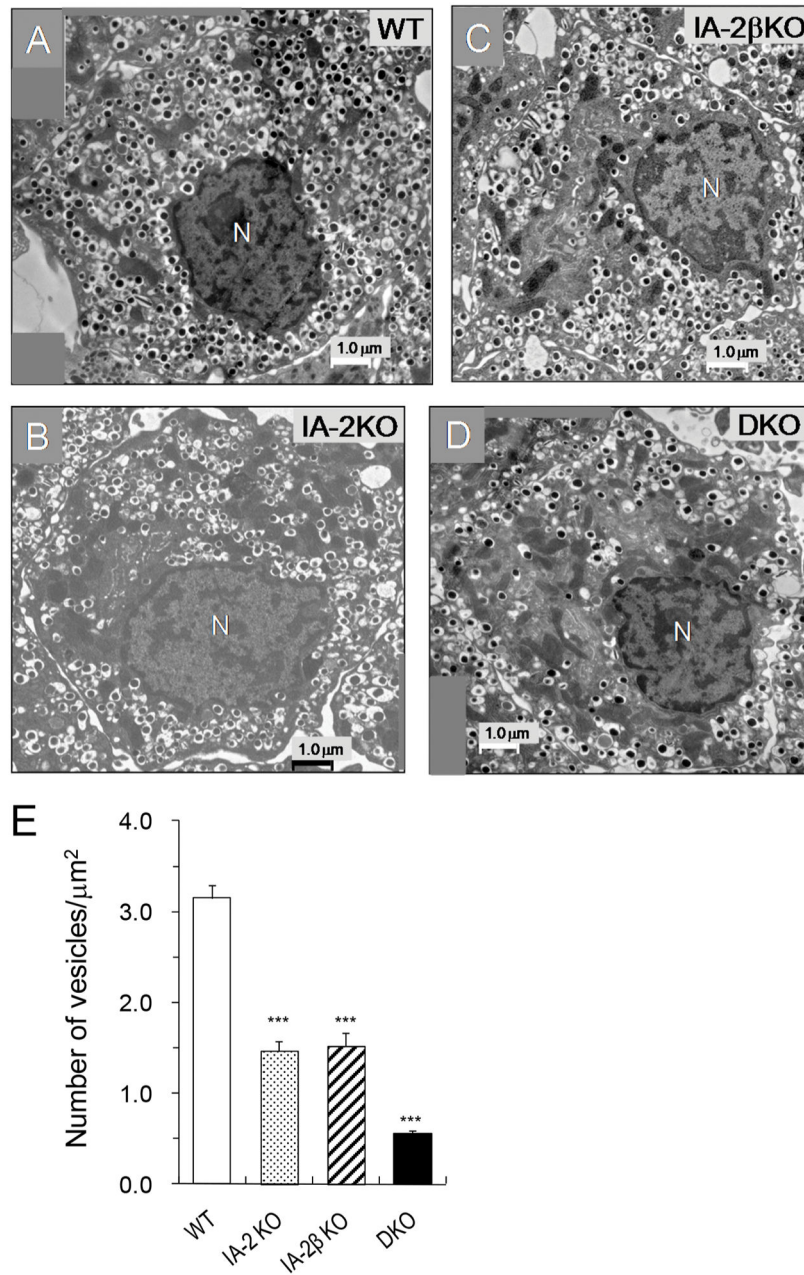 A
WT
N
1.0 μm
C
IA-2βKO
N
1.0 μm
B
IA-2KO
N
1.0 μm
D
DKO
N
1.0 μm
E
Number of vesicles/μm²
4.0
3.0
2.0
1.0
0.0
***
***
***
WT
IA-2 KO
IA-2β KO
DKO